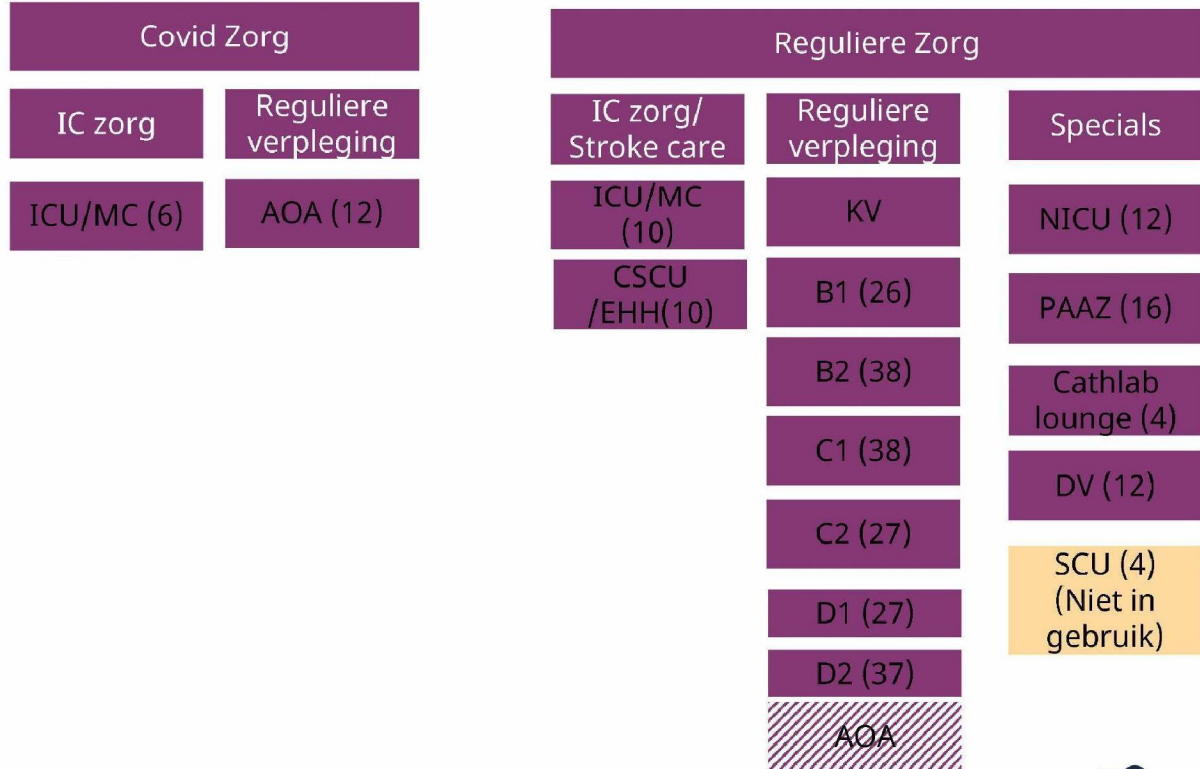 Covid Zorg
IC zorg
Reguliere
verpleging
ICU/MC (6)
AOA (12)
Reguliere Zorg
IC zorg/
Stroke care
Reguliere
verpleging
Specials
ICU/MC
(10)
CSCU
/EHH(10)
KV
B1 (26)
B2 (38)
C1 (38)
C2 (27)
D1 (27)
D2 (37)
AOA
NICU (12)
PAAZ (16)
Cathlab
lounge (4)
DV (12)
SCU (4)
(Niet in
gebruik)